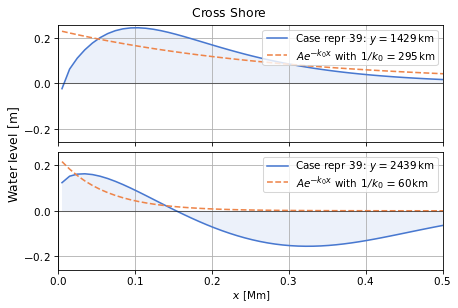 Cross Shore
Water level [m]
0.2
0.0
−0.2
Case repr 39: y = 1429 km
Ae^{−k₀x} with 1/k₀ = 295 km
0.2
0.0
−0.2
Case repr 39: y = 2439 km
Ae^{−k₀x} with 1/k₀ = 60 km
0.0 0.1 0.2 0.3 0.4 0.5
x [Mm]